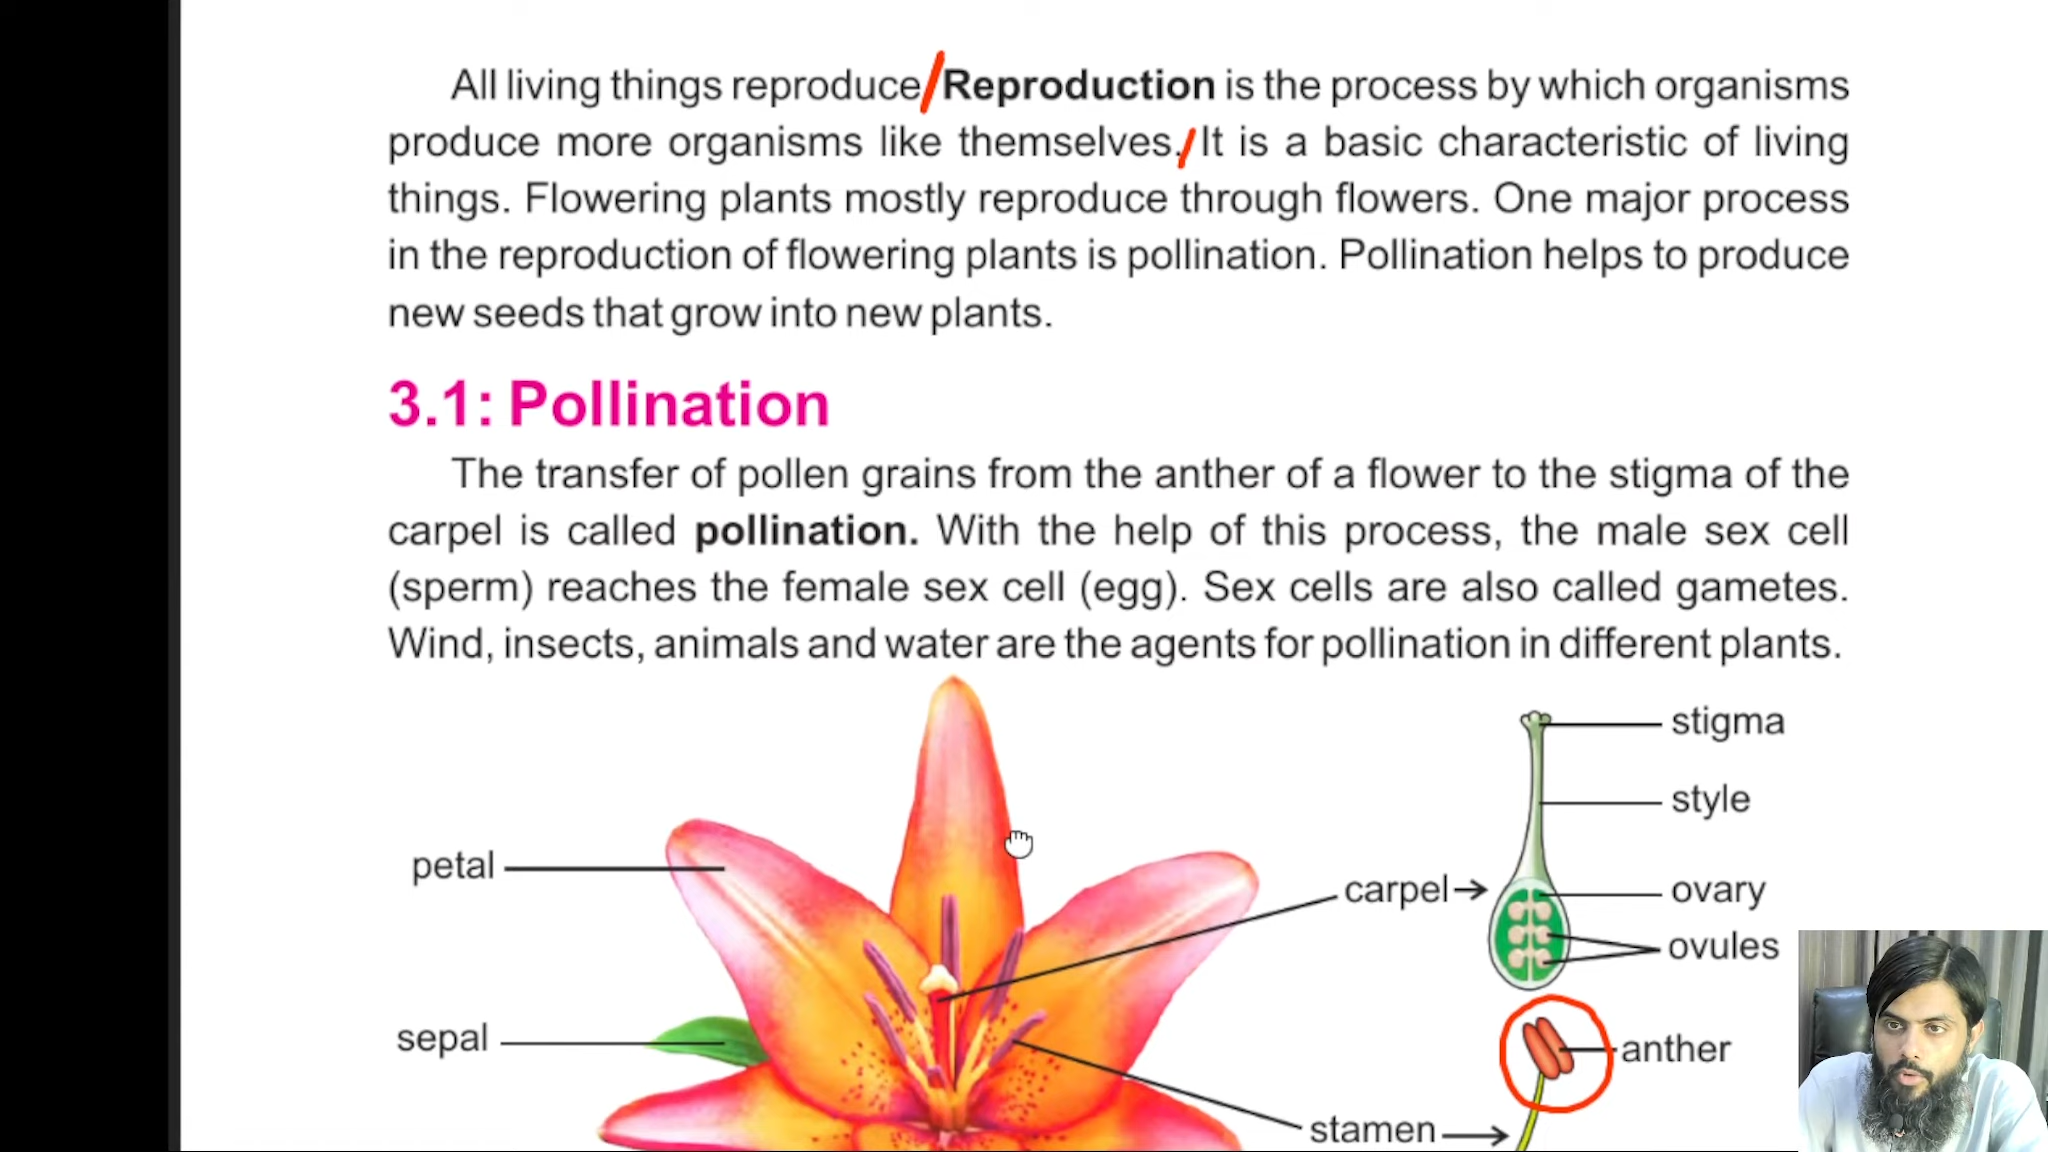 All living things reproduce Reproduction is the process by which organisms
produce more organisms like themselves. It is a basic characteristic of living
things. Flowering plants mostly reproduce through flowers. One major process
in the reproduction of flowering plants is pollination. Pollination helps to produce
new seeds that grow into new plants.
3.1: Pollination
The transfer of pollen grains from the anther of a flower to the stigma of the
carpel is called pollination. With the help of this process, the male sex cell
(sperm) reaches the female sex cell (egg). Sex cells are also called gametes.
Wind, insects, animals and water are the agents for pollination in different plants.
stigma
style
petal
carpel
ovary
ovules
sepal
anther
stamen